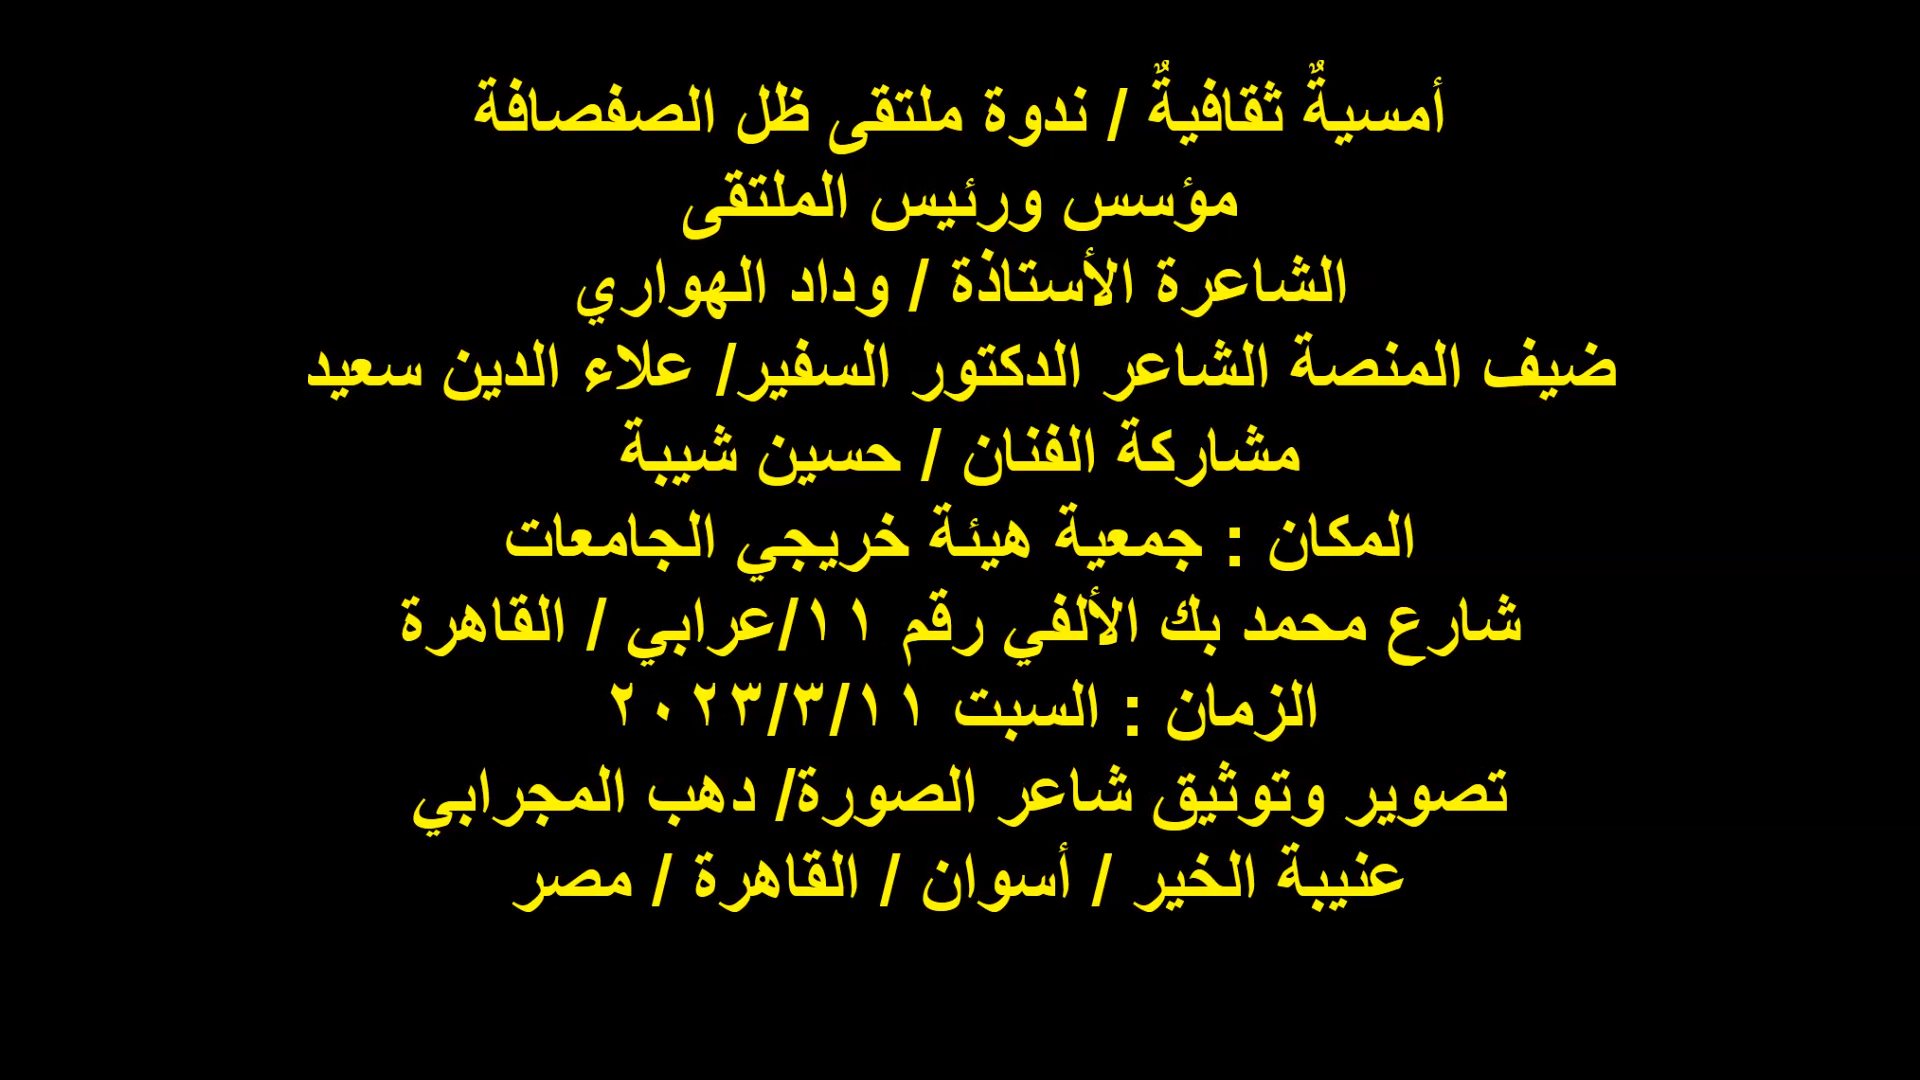 أمسيةٌ ثقافيةٌ / ندوة ملتقى ظل الصفصافة
مؤسس ورئيس الملتقى
الشاعرة الأستاذة / وداد الهواري
ضيف المنصة الشاعر الدكتور السفير/ علاء الدين سعيد
مشاركة الفنان / حسين شيبة
المكان : جمعية هيئة خريجي الجامعات
شارع محمد بك الألفي رقم ١١/عرابي / القاهرة
الزمان : السبت ٢٠٢٣/٣/١١
تصوير وتوثيق شاعر الصورة/ دهب المجرابي
عنيبة الخير / أسوان / القاهرة / مصر